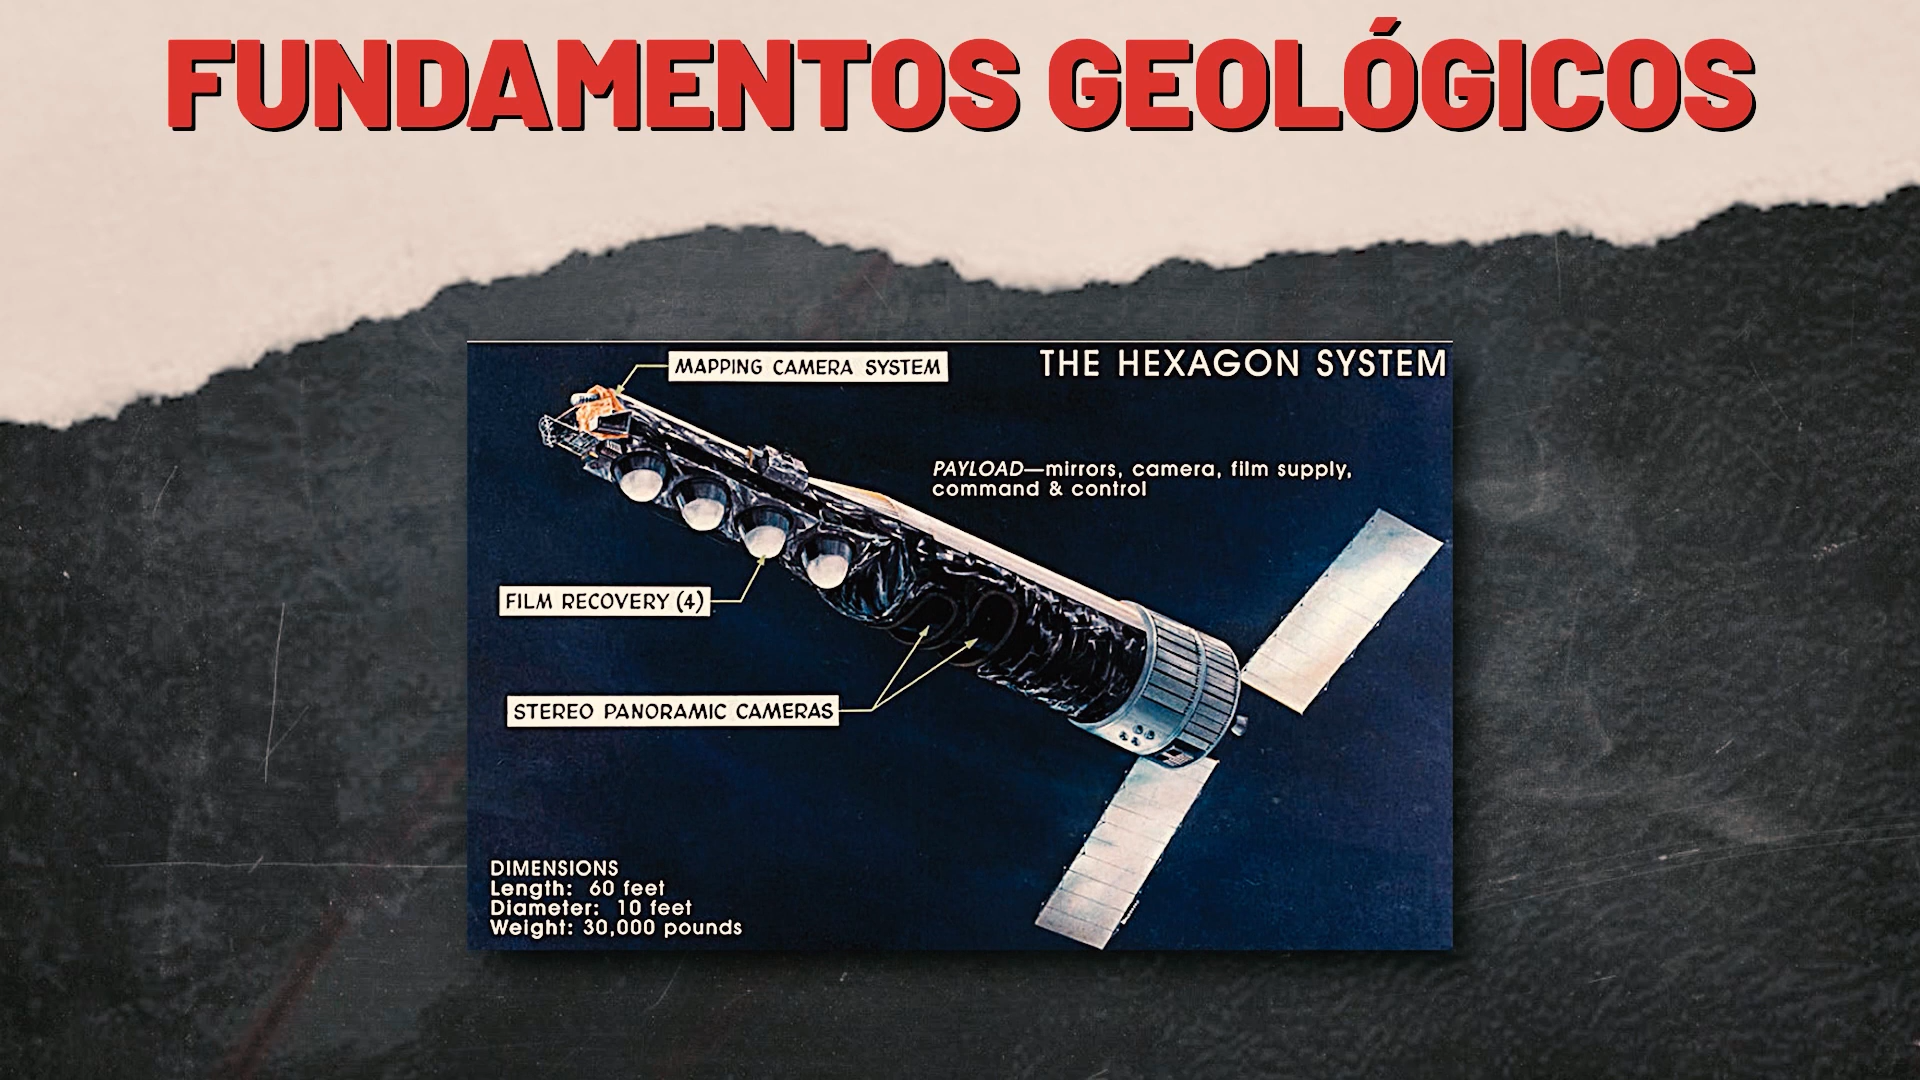 FUNDAMENTOS GEOLÓGICOS
MAPPING CAMERA SYSTEM
THE HEXAGON SYSTEM
PAYLOAD—mirrors, camera, film supply,
command & control
FILM RECOVERY (4)
STEREO PANORAMIC CAMERAS
DIMENSIONS
Length: 60 feet
Diameter: 10 feet
Weight: 30,000 pounds